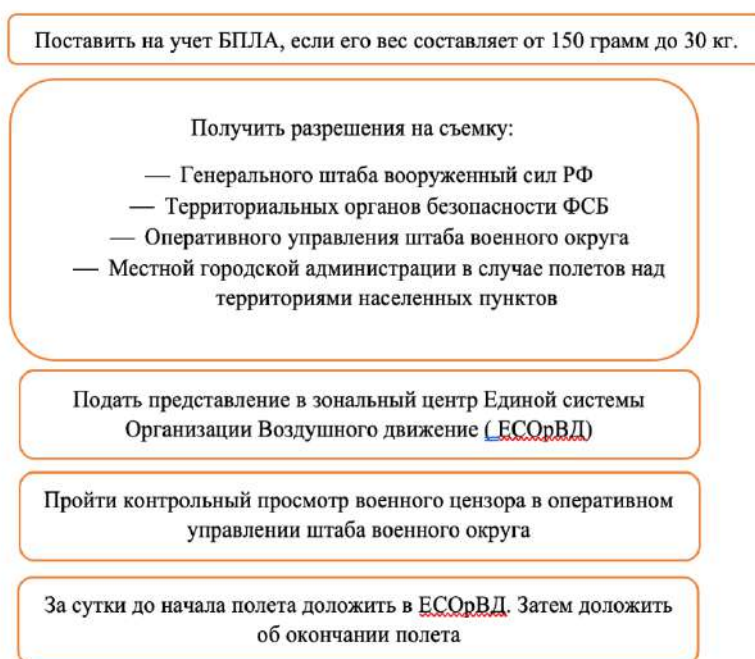 Поставить на учет БПЛА, если его вес составляет от 150 грамм до 30 кг.
Получить разрешения на съемку:
— Генерального штаба вооруженный сил РФ
— Территориальных органов безопасности ФСБ
— Оперативного управления штаба военного округа
— Местной городской администрации в случае полетов над
территориями населенных пунктов
Подать представление в зональный центр Единой системы
Организации Воздушного движение ( ЕСОрВД)
Пройти контрольный просмотр военного цензора в оперативном
управлении штаба военного округа
За сутки до начала полета доложить в ЕСОрВД. Затем доложить
об окончании полета